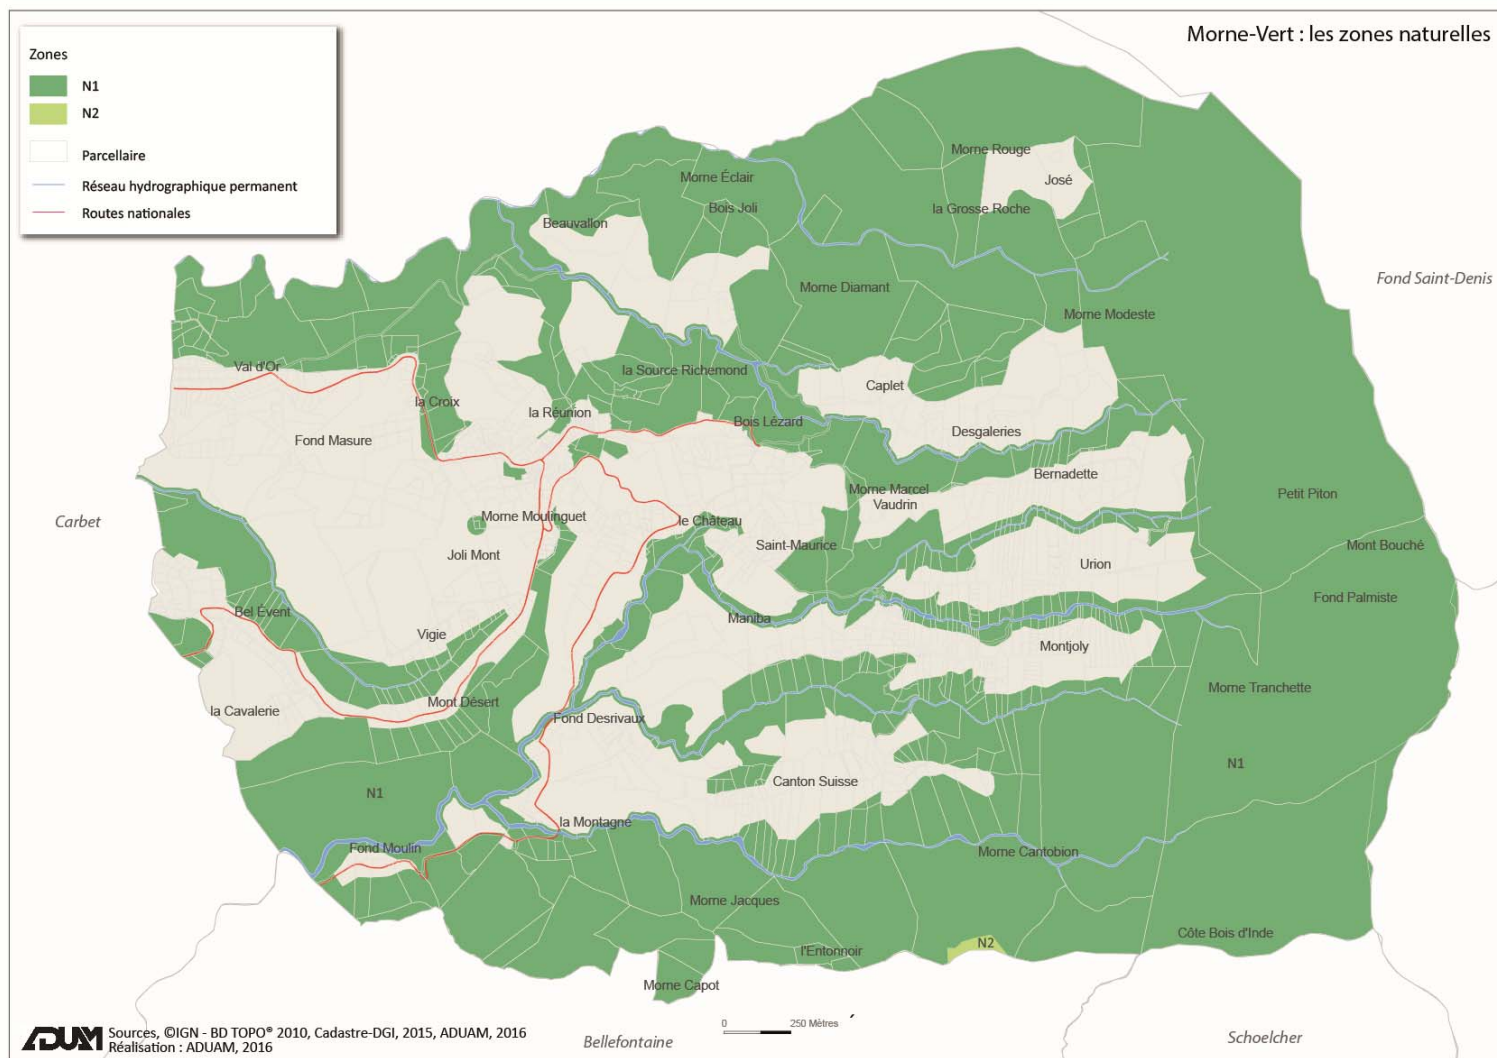 Morne-Vert : les zones naturelles
Zones
N1
N2
Parcellaire
Réseau hydrographique permanent
Routes nationales
Morne Rouge
José
Morne Éclair
la Grosse Roche
Bois Joli
Beauvallon
Fond Saint-Denis
Morne Diamant
Morne Modeste
Val d'Or
la Source Richemond
Caplet
la Croix
la Réunion
Bois Lézard
Desgaleries
Fond Masure
Bernadette
Morne Marcel
Vaudrin
Petit Piton
Carbet
Morne Moulinguet
le Château
Saint-Maurice
Mont Bouché
Joli Mont
Urion
Fond Palmiste
Bel Évent
Maniba
Vigie
Montjoly
Morne Tranchette
Mont Désert
la Cavalerie
Fond Desrivaux
N1
Canton Suisse
N1
la Montagne
Fond Moulin
Morne Cantobion
Morne Jacques
Côte Bois d'Inde
N2
l'Entonnoir
Morne Capot
0 250 Mètres
ADUAM
Sources, ©IGN - BD TOPO® 2010, Cadastre-DGI, 2015, ADUAM, 2016
Réalisation : ADUAM, 2016
Bellefontaine
Schoelcher